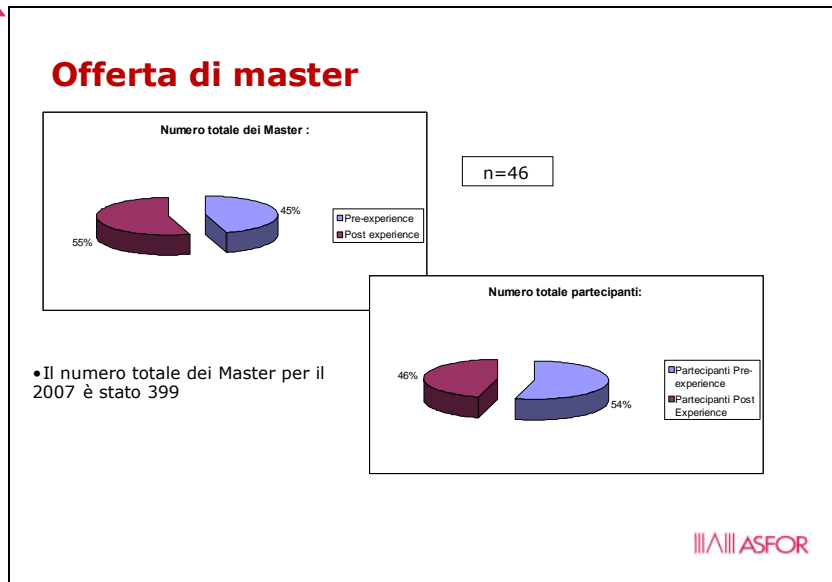 Offerta di master
Numero totale dei Master :
n=46
45%
55%
Pre-experience
Post experience
Numero totale partecipanti:
46%
54%
Partecipanti Pre-
experience
Partecipanti Post
Experience
•Il numero totale dei Master per il
2007 è stato 399
ASFOR